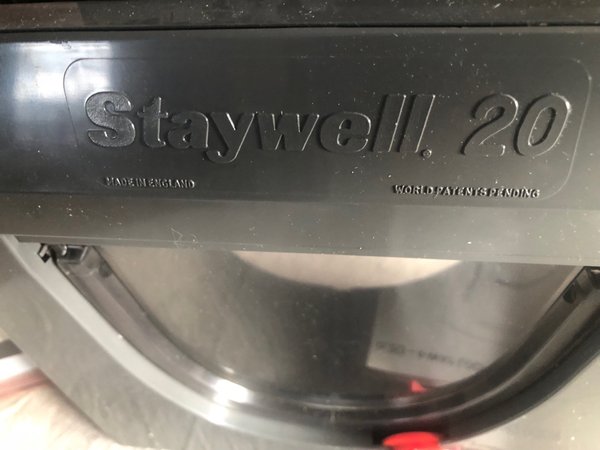 Staywell. 20
MADE IN ENGLAND
WORLD PATENTS PENDING